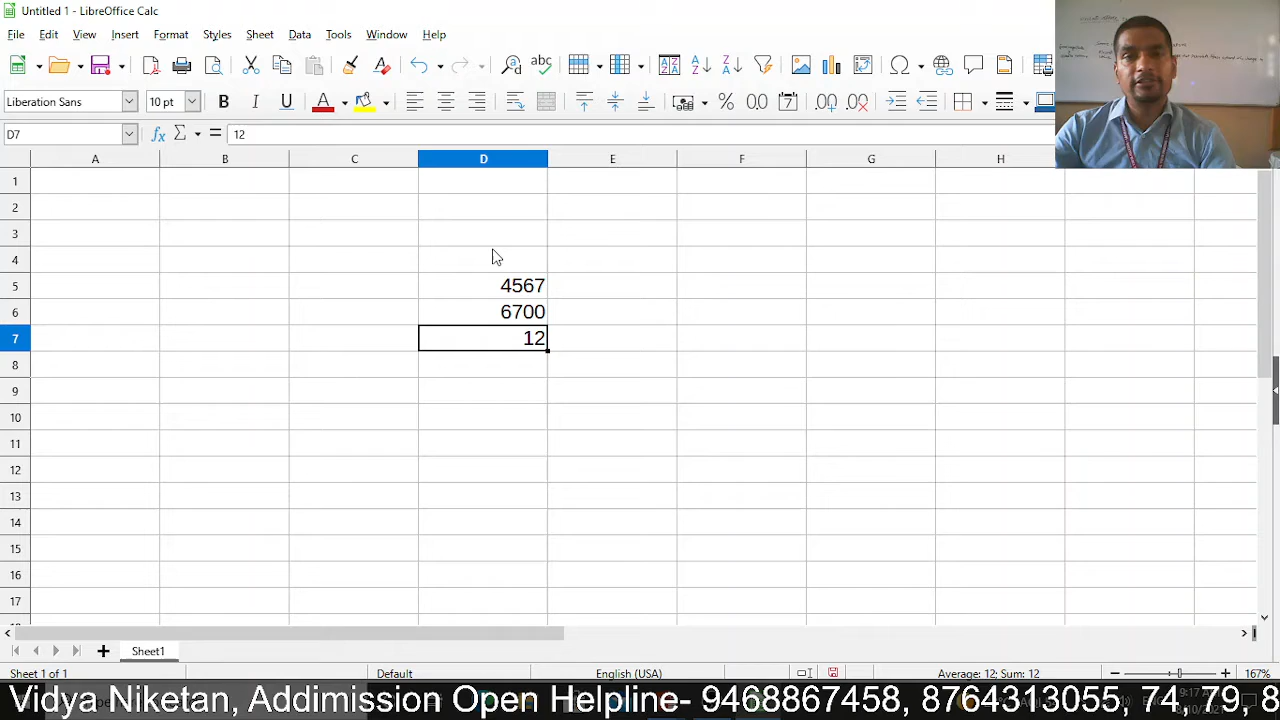 Untitled 1 - LibreOffice Calc
File Edit View Insert Format Styles Sheet Data Tools Window Help
Liberation Sans 10 pt
D7 12
A B C D E F G H
1
2
3
4
5 4567
6 6700
7 12
8
9
10
11
12
13
14
15
16
17
Sheet1
Sheet 1 of 1 Default English (USA) Average: 12; Sum: 12 167%
Vidya Niketan, Addimission Open Helpline- 9468867458, 8764313055, 74, 79, 8
9:17